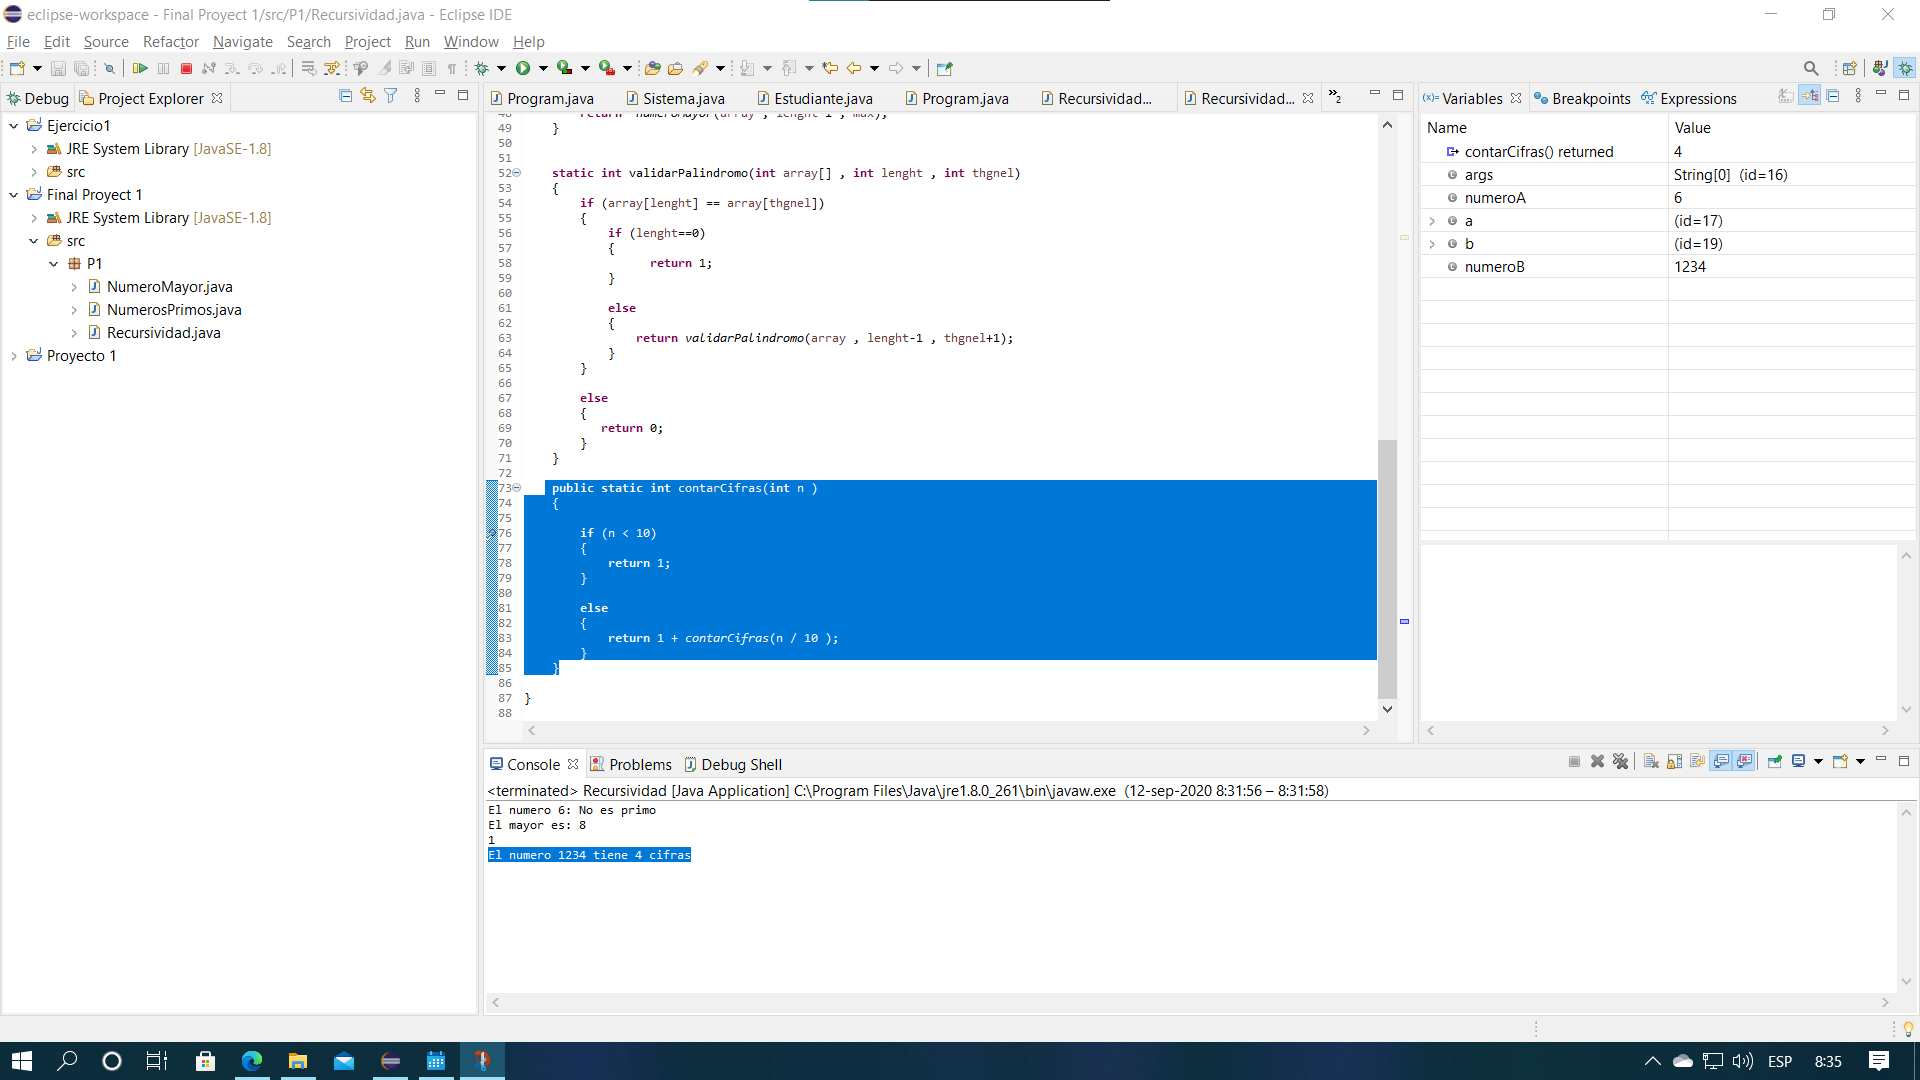 eclipse-workspace - Final Proyect 1/src/P1/Recursividad.java - Eclipse IDE
File Edit Source Refactor Navigate Search Project Run Window Help
Debug Project Explorer
Ejercicio1
JRE System Library [JavaSE-1.8]
src
Final Proyect 1
JRE System Library [JavaSE-1.8]
src
P1
NumeroMayor.java
NumerosPrimos.java
Recursividad.java
Proyecto 1
Program.java Sistema.java Estudiante.java Program.java Recursividad... Recursividad... »2
48 return numeroMayor(array , lenght-1 , max);
49 }
50
51
52 static int validarPalindromo(int array[] , int lenght , int thgnel)
53 {
54 if (array[lenght] == array[thgnel])
55 {
56 if (lenght==0)
57 {
58 return 1;
59 }
60
61 else
62 {
63 return validarPalindromo(array , lenght-1 , thgnel+1);
64 }
65 }
66
67 else
68 {
69 return 0;
70 }
71 }
72
73 public static int contarCifras(int n )
74 {
75
76 if (n < 10)
77 {
78 return 1;
79 }
80
81 else
82 {
83 return 1 + contarCifras(n / 10 );
84 }
85 }
86
87 }
88
(x)= Variables Breakpoints Expressions
Name Value
contarCifras() returned 4
args String[0] (id=16)
numeroA 6
a (id=17)
b (id=19)
numeroB 1234
Console Problems Debug Shell
<terminated> Recursividad [Java Application] C:\Program Files\Java\jre1.8.0_261\bin\javaw.exe (12-sep-2020 8:31:56 – 8:31:58)
El numero 6: No es primo
El mayor es: 8
1
El numero 1234 tiene 4 cifras
ESP 8:35